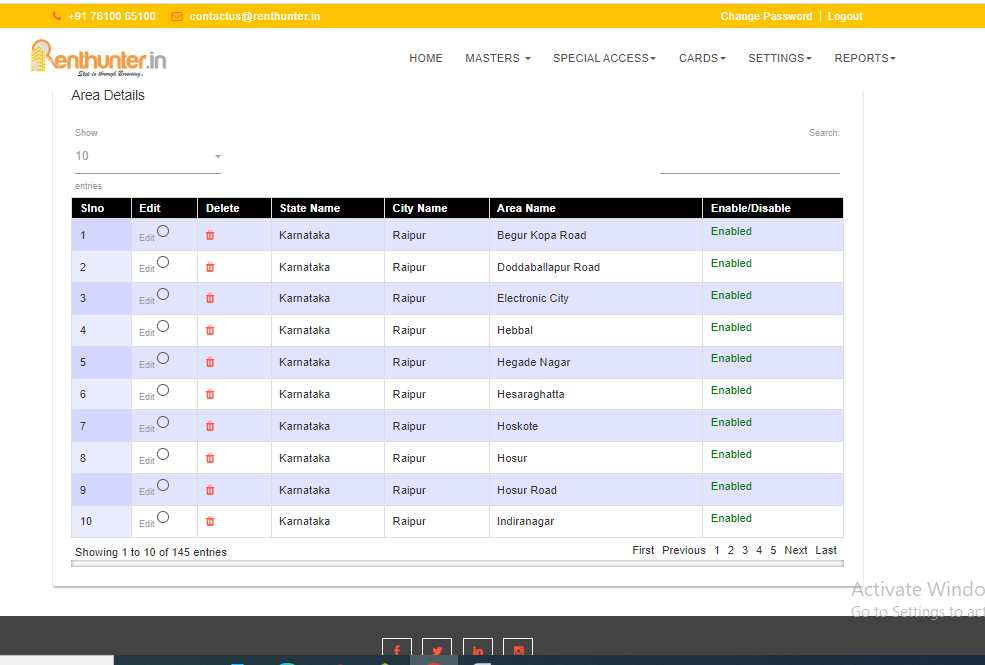 +91 76100 65100 contactus@renthunter.in Change Password | Logout
Renthunter.in
Step in through Browsing..
HOME MASTERS SPECIAL ACCESS CARDS SETTINGS REPORTS
Area Details
Show Search:
10
entries
Slno Edit Delete State Name City Name Area Name Enable/Disable
1 Edit Karnataka Raipur Begur Kopa Road Enabled
2 Edit Karnataka Raipur Doddaballapur Road Enabled
3 Edit Karnataka Raipur Electronic City Enabled
4 Edit Karnataka Raipur Hebbal Enabled
5 Edit Karnataka Raipur Hegade Nagar Enabled
6 Edit Karnataka Raipur Hesaraghatta Enabled
7 Edit Karnataka Raipur Hoskote Enabled
8 Edit Karnataka Raipur Hosur Enabled
9 Edit Karnataka Raipur Hosur Road Enabled
10 Edit Karnataka Raipur Indiranagar Enabled
Showing 1 to 10 of 145 entries First Previous 1 2 3 4 5 Next Last
Activate Windo
Go to Settings to act